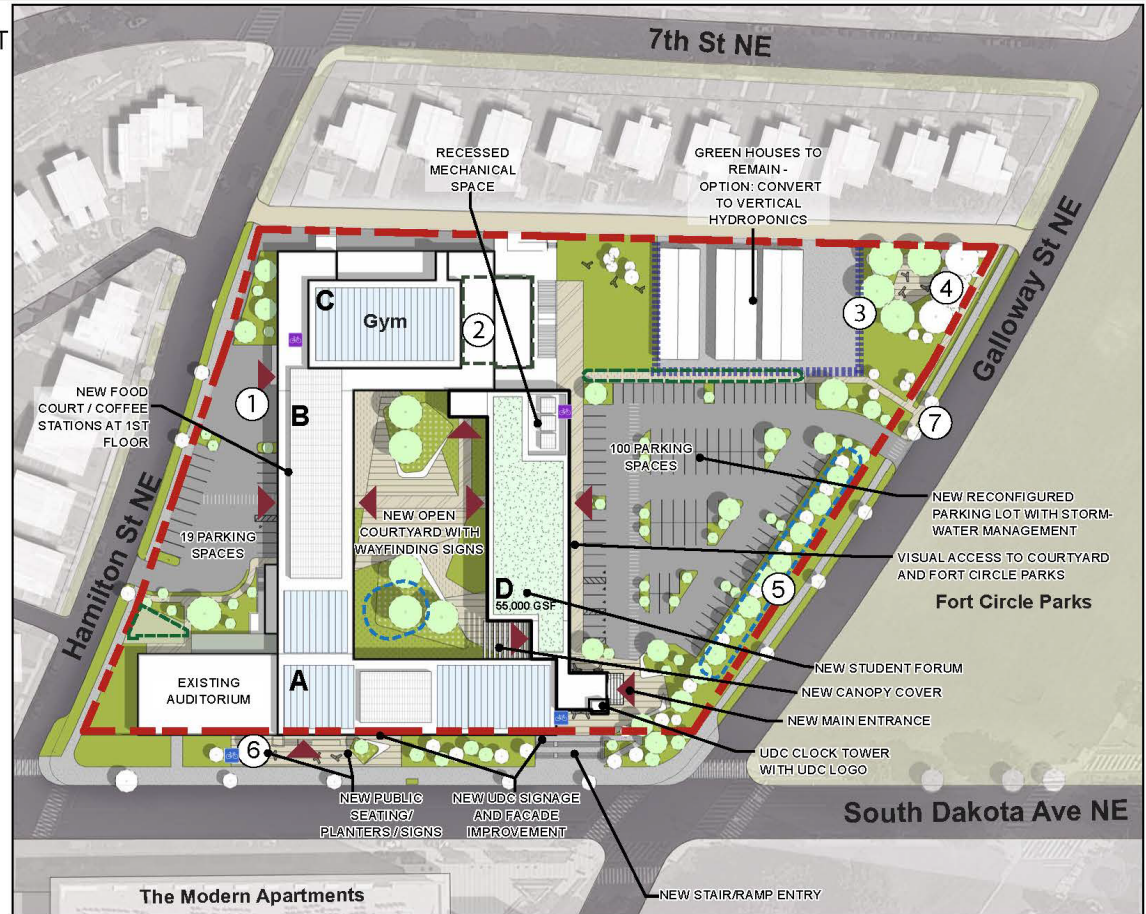 T
7th St NE
RECESSED
MECHANICAL
SPACE
GREEN HOUSES TO
REMAIN -
OPTION: CONVERT
TO VERTICAL
HYDROPONICS
Galloway St NE
C
Gym
2
3
4
NEW FOOD
COURT / COFFEE
STATIONS AT 1ST
FLOOR
1
B
7
100 PARKING
SPACES
NEW RECONFIGURED
PARKING LOT WITH STORM-
WATER MANAGEMENT
NEW OPEN
COURTYARD WITH
WAYFINDING SIGNS
19 PARKING
SPACES
VISUAL ACCESS TO COURTYARD
AND FORT CIRCLE PARKS
Hamilton St NE
D
55,000 GSF
5
Fort Circle Parks
NEW STUDENT FORUM
EXISTING
AUDITORIUM
A
NEW CANOPY COVER
NEW MAIN ENTRANCE
UDC CLOCK TOWER
WITH UDC LOGO
6
NEW PUBLIC
SEATING/
PLANTERS / SIGNS
NEW UDC SIGNAGE
AND FACADE
IMPROVEMENT
South Dakota Ave NE
The Modern Apartments
NEW STAIR/RAMP ENTRY